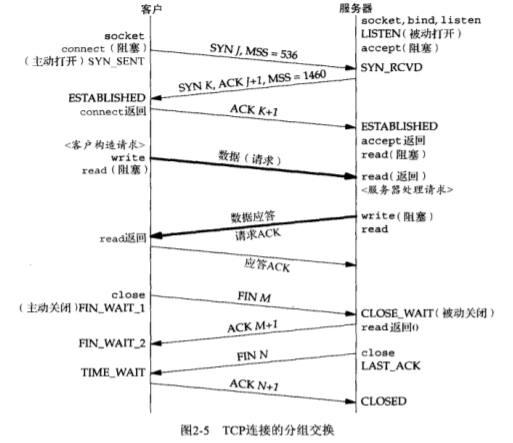 客户
服务器
socket
connect(阻塞)
(主动打开)SYN_SENT
socket, bind, listen
LISTEN(被动打开)
accept(阻塞)
SYN J, MSS = 536
SYN_RCVD
SYN K, ACK J+1, MSS = 1460
ESTABLISHED
connect返回
ACK K+1
ESTABLISHED
accept返回
read(阻塞)
<客户构造请求>
write
read(阻塞)
数据(请求)
read(返回)
<服务器处理请求>
数据应答
请求ACK
write(阻塞)
read
read返回
应答ACK
close
(主动关闭)FIN_WAIT_1
FIN M
CLOSE_WAIT(被动关闭)
read返回0
ACK M+1
FIN_WAIT_2
close
LAST_ACK
FIN N
TIME_WAIT
ACK N+1
CLOSED
图2-5 TCP连接的分组交换